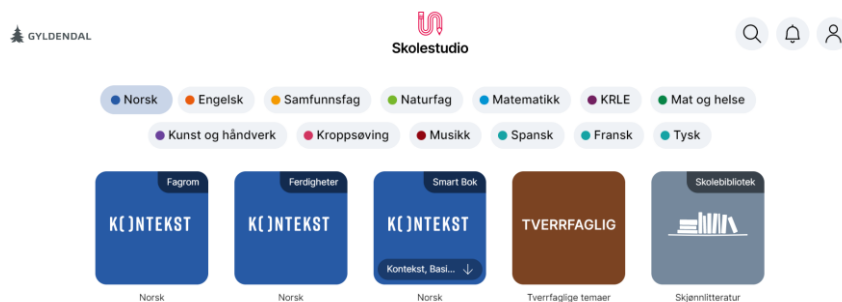 GYLDENDAL
Skolestudio
Norsk Engelsk Samfunnsfag Naturfag Matematikk KRLE Mat og helse
Kunst og håndverk Kroppsøving Musikk Spansk Fransk Tysk
Fagrom Ferdigheter Smart Bok Skolebibliotek
K( )NTEKST K( )NTEKST K( )NTEKST TVERRFAGLIG
Kontekst, Basi...
Norsk Norsk Norsk Tverrfaglige temaer Skjønnlitteratur